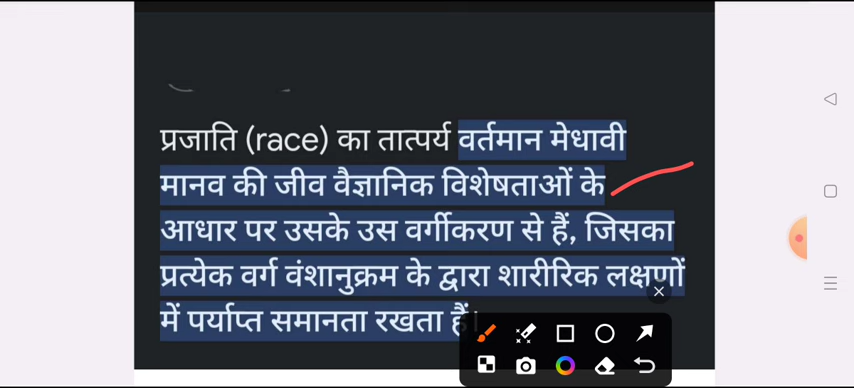 प्रजाति (race) का तात्पर्य वर्तमान मेधावी
मानव की जीव वैज्ञानिक विशेषताओं के
आधार पर उसके उस वर्गीकरण से हैं, जिसका
प्रत्येक वर्ग वंशानुक्रम के द्वारा शारीरिक लक्षणों
में पर्याप्त समानता रखता हैं।